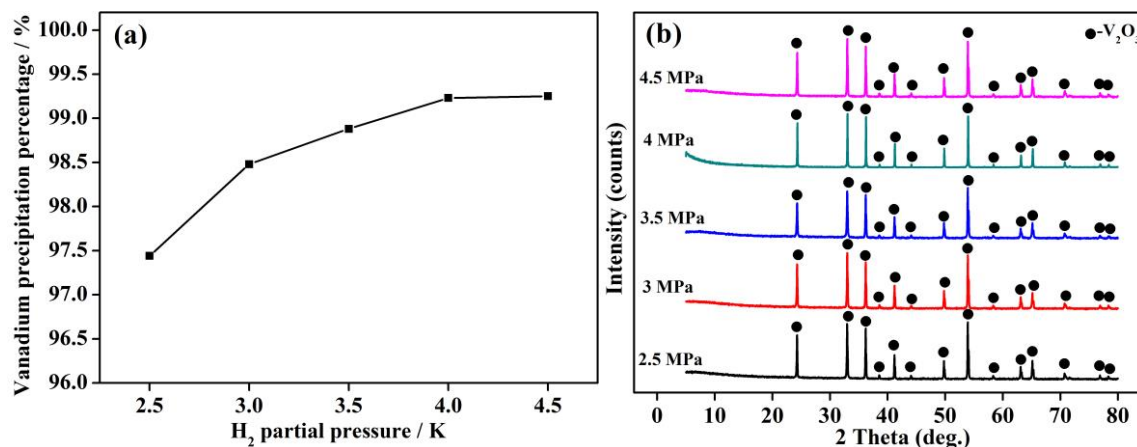 (a)
Vanadium precipitation percentage / %
100.0
99.5
99.0
98.5
98.0
97.5
97.0
96.5
96.0
2.5 3.0 3.5 4.0 4.5
H₂ partial pressure / K
(b)
●-V₂O₃
Intensity (counts)
4.5 MPa
4 MPa
3.5 MPa
3 MPa
2.5 MPa
0 10 20 30 40 50 60 70 80
2 Theta (deg.)